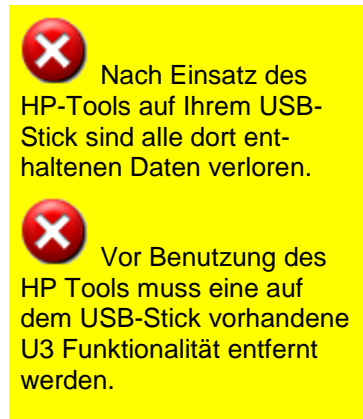 Nach Einsatz des
HP-Tools auf Ihrem USB-
Stick sind alle dort ent-
haltenen Daten verloren.
Vor Benutzung des
HP Tools muss eine auf
dem USB-Stick vorhandene
U3 Funktionalität entfernt
werden.